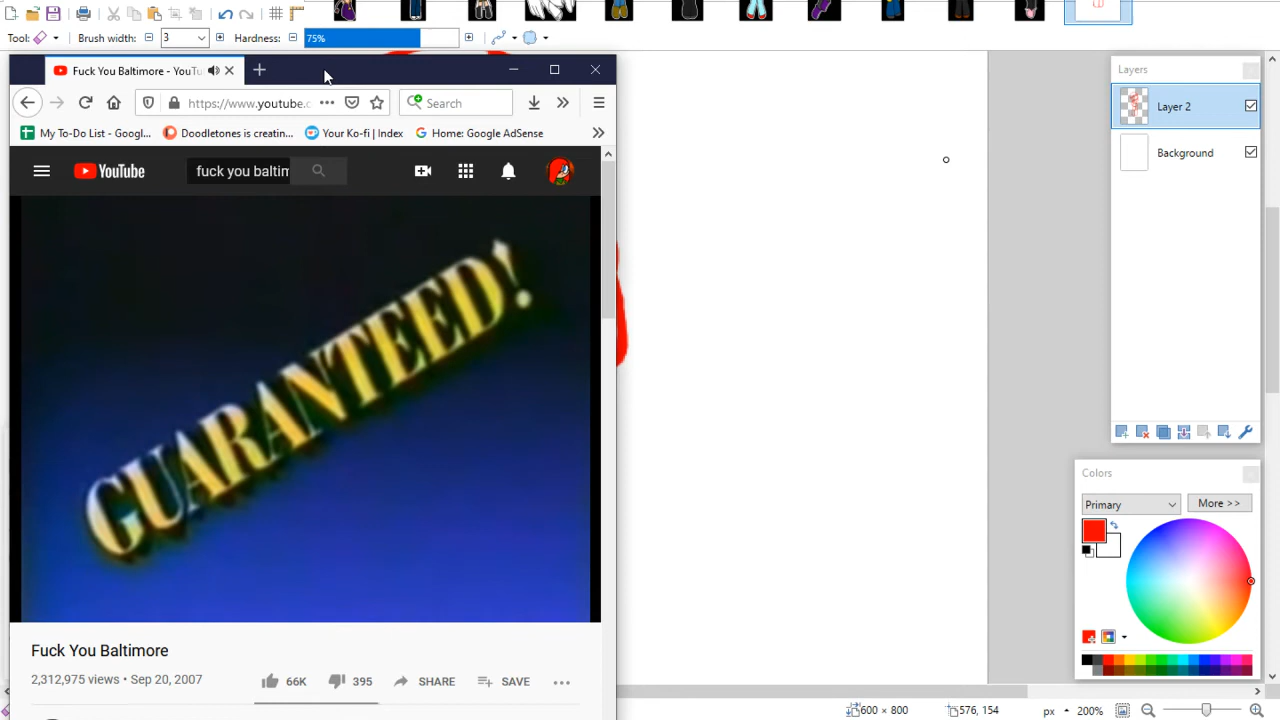 Tool:
Brush width:
3
Hardness:
75%
Fuck You Baltimore - YouTu
https://www.youtube.c
Search
My To-Do List - Googl...
Doodletones is creatin...
Your Ko-fi | Index
Home: Google AdSense
YouTube
fuck you baltim
GUARANTEED!
Fuck You Baltimore
2,312,975 views • Sep 20, 2007
66K
395
SHARE
SAVE
Layers
Layer 2
Background
Colors
Primary
More >>
600 × 800
576, 154
px
200%